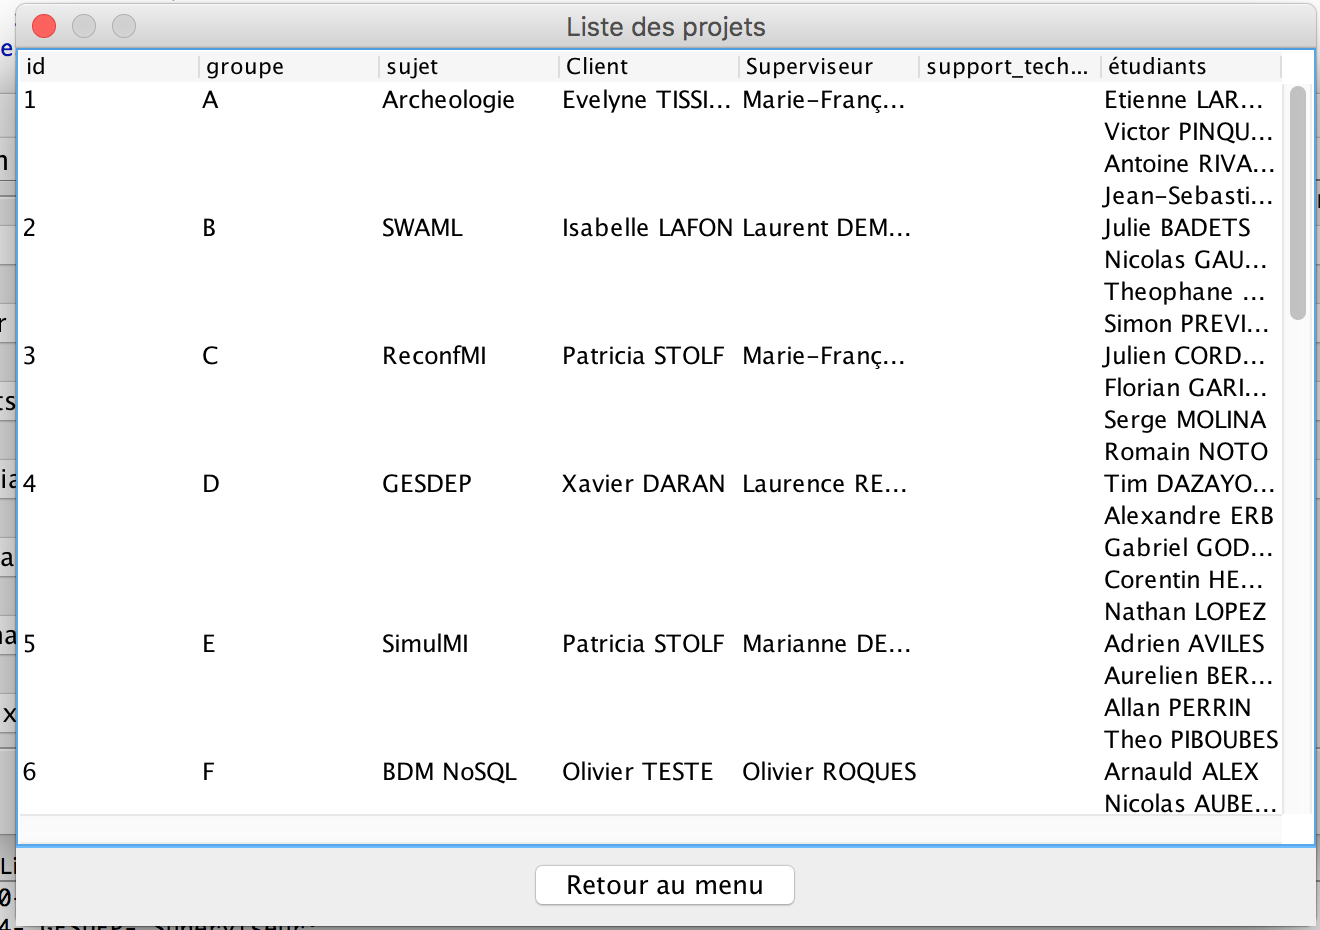 Liste des projets
id groupe sujet Client Superviseur support_tech... étudiants
1 A Archeologie Evelyne TISSI... Marie-Franç... Etienne LAR...
Victor PINQU...
Antoine RIVA...
Jean-Sebasti...
2 B SWAML Isabelle LAFON Laurent DEM... Julie BADETS
Nicolas GAU...
Theophane ...
Simon PREVI...
3 C ReconfMI Patricia STOLF Marie-Franç... Julien CORD...
Florian GARI...
Serge MOLINA
Romain NOTO
4 D GESDEP Xavier DARAN Laurence RE... Tim DAZAYO...
Alexandre ERB
Gabriel GOD...
Corentin HE...
Nathan LOPEZ
5 E SimulMI Patricia STOLF Marianne DE... Adrien AVILES
Aurelien BER...
Allan PERRIN
Theo PIBOUBES
6 F BDM NoSQL Olivier TESTE Olivier ROQUES Arnauld ALEX
Nicolas AUBE...
Retour au menu